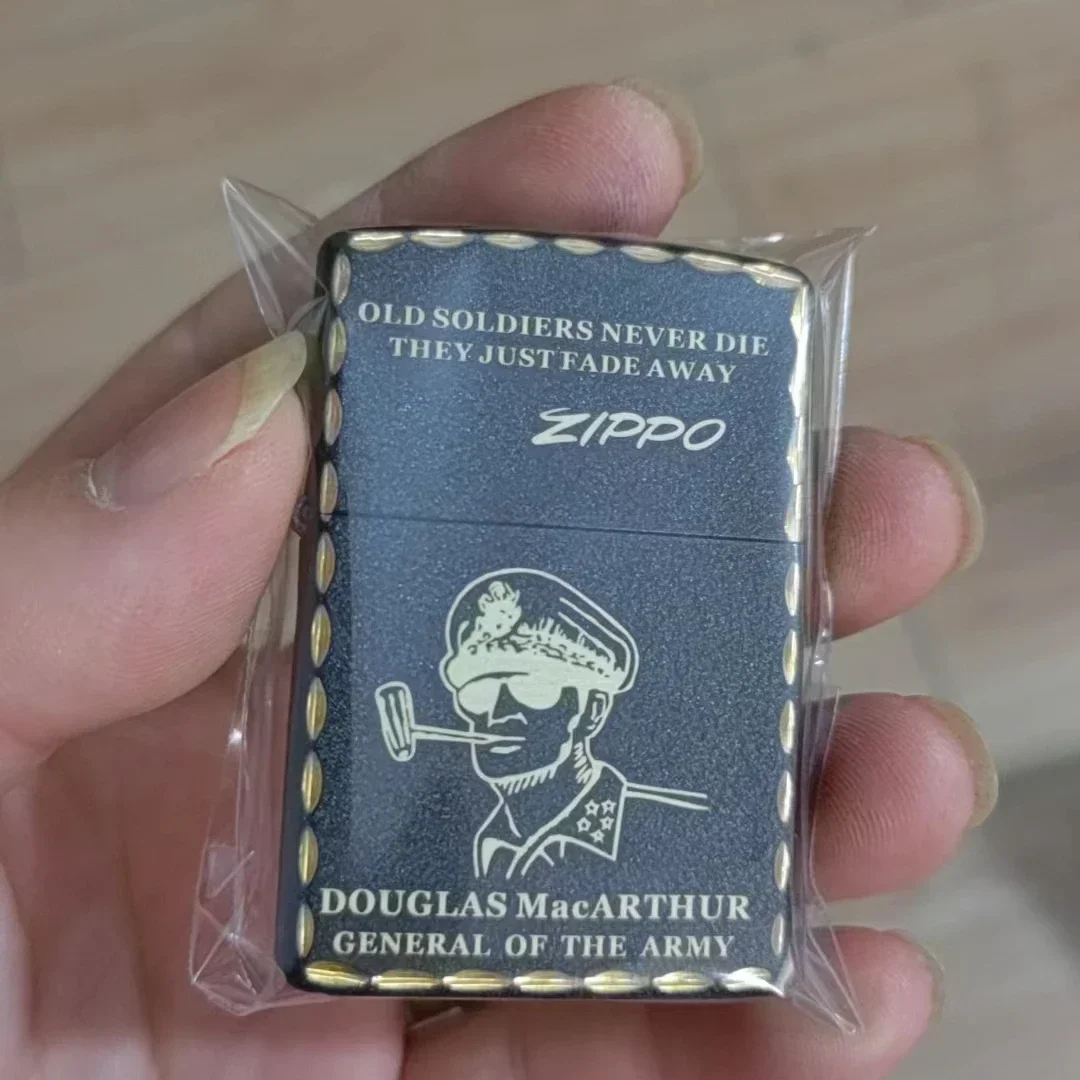 OLD SOLDIERS NEVER DIE
THEY JUST FADE AWAY
ZIPPO
DOUGLAS MacARTHUR
GENERAL OF THE ARMY